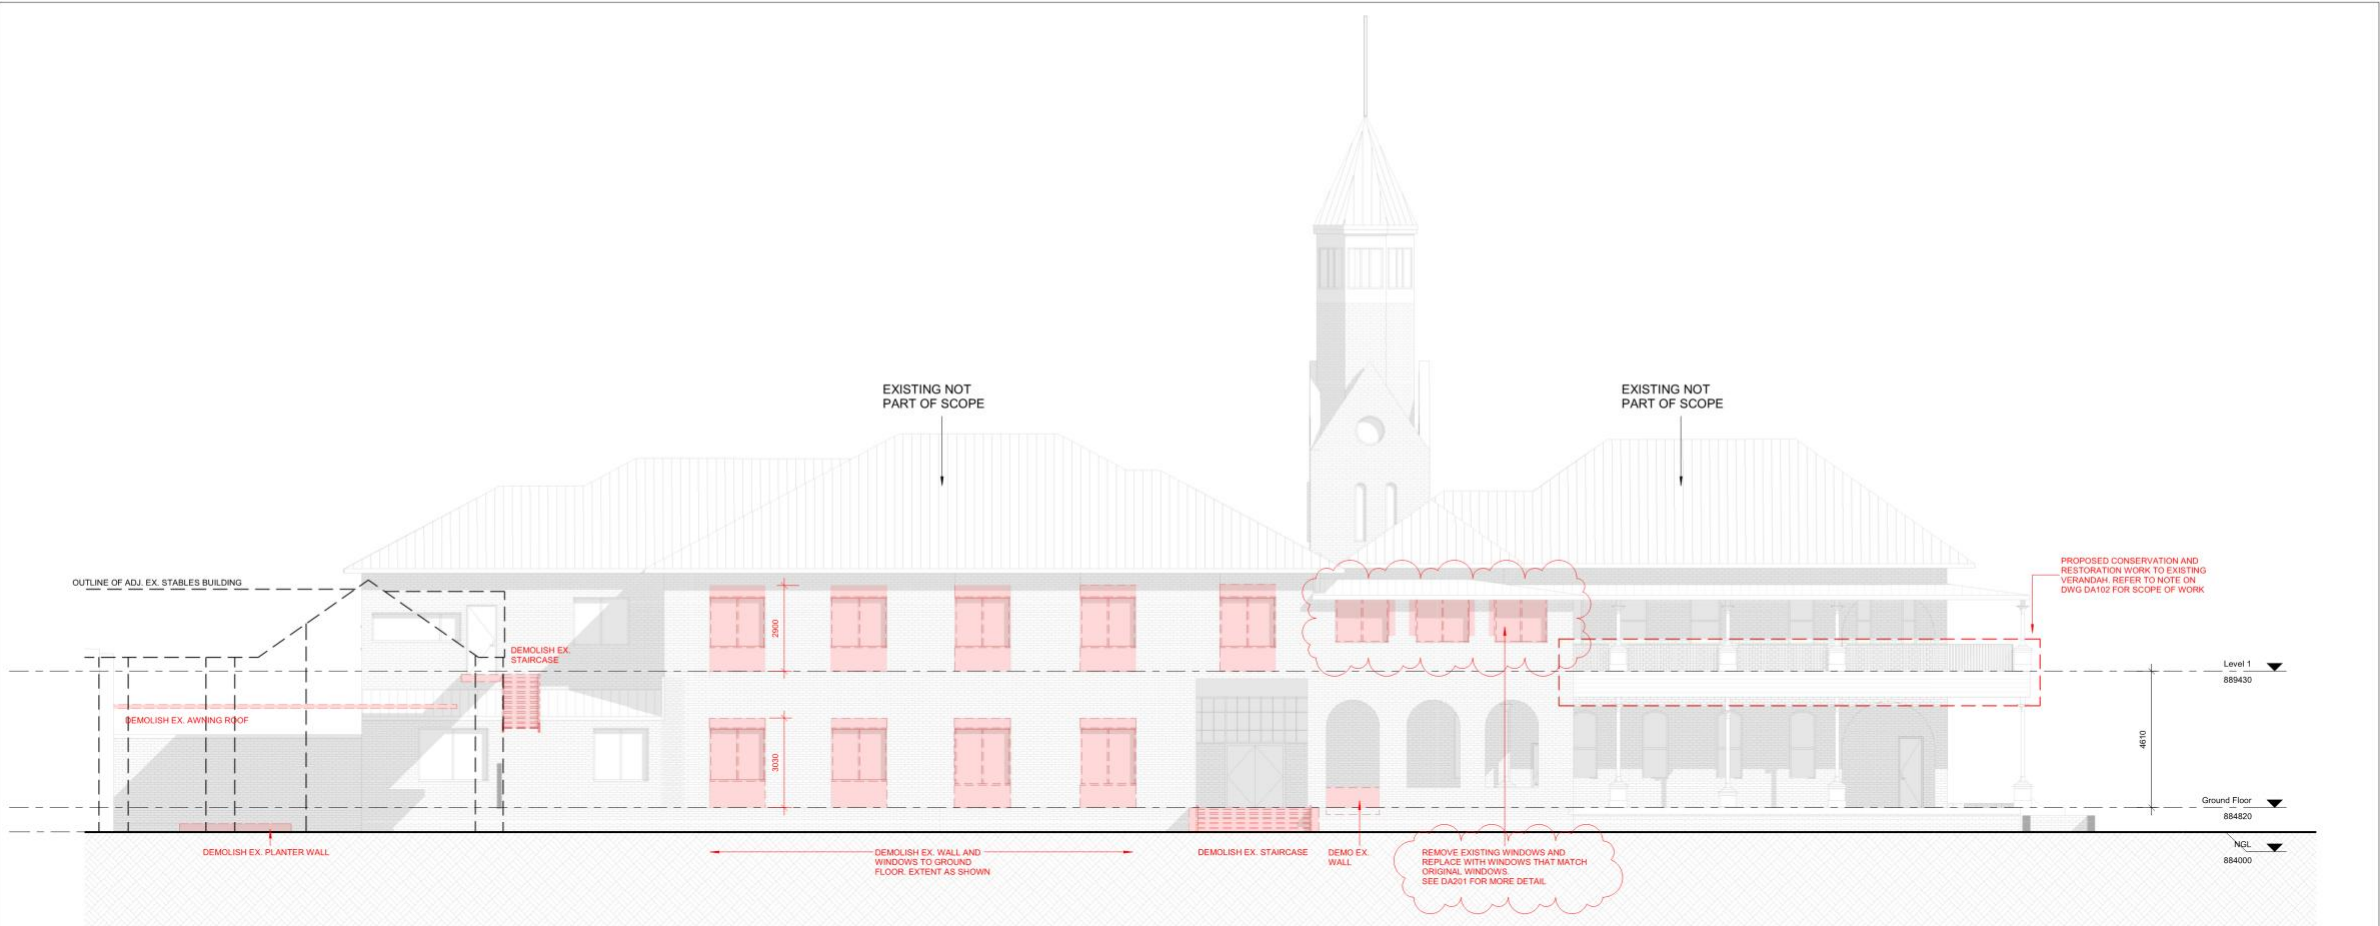 EXISTING NOT
PART OF SCOPE
EXISTING NOT
PART OF SCOPE
OUTLINE OF ADJ. EX. STABLES BUILDING
PROPOSED CONSERVATION AND
RESTORATION WORK TO EXISTING
VERANDAH. REFER TO NOTE ON
DWG DA102 FOR SCOPE OF WORK
2900
DEMOLISH EX.
STAIRCASE
Level 1
889430
DEMOLISH EX. AWNING ROOF
3030
4610
Ground Floor
884820
NGL
884000
DEMOLISH EX. PLANTER WALL
DEMOLISH EX. WALL AND
WINDOWS TO GROUND
FLOOR. EXTENT AS SHOWN
DEMOLISH EX. STAIRCASE
DEMO EX.
WALL
REMOVE EXISTING WINDOWS AND
REPLACE WITH WINDOWS THAT MATCH
ORIGINAL WINDOWS.
SEE DA201 FOR MORE DETAIL